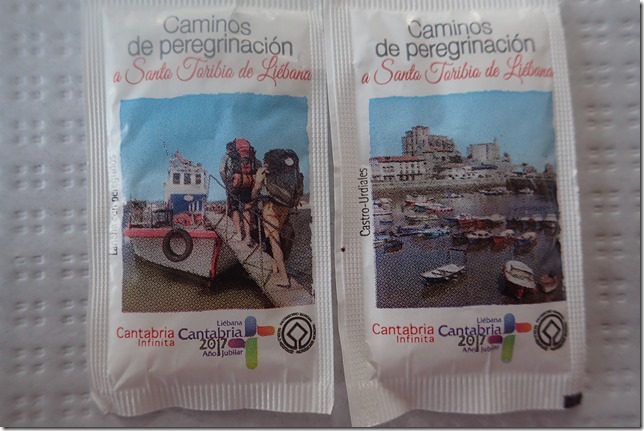 Caminos
de peregrinación
a Santo Toribio de Liébana
Cantabria
Infinita
Liébana
Cantabria
2017
Año Jubilar
Caminos
de peregrinación
a Santo Toribio de Liébana
Castro-Urdiales
Cantabria
Infinita
Liébana
Cantabria
2017
Año Jubilar